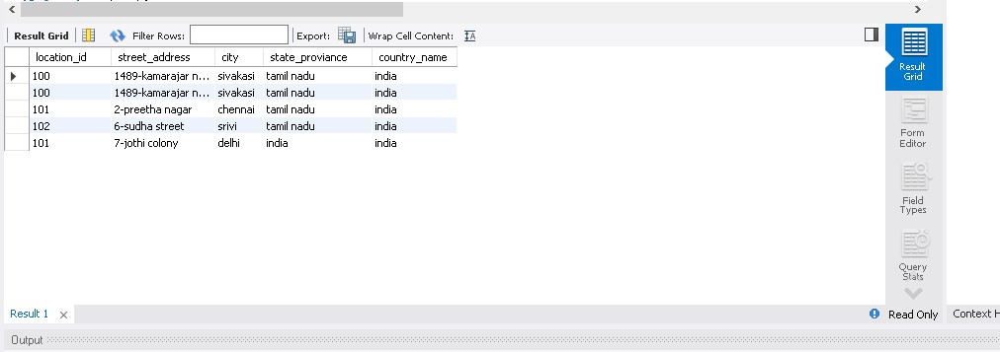 Result Grid Filter Rows: Export: Wrap Cell Content: IA
location_id street_address city state_proviance country_name
100 1489-kamarajar n... sivakasi tamil nadu india
100 1489-kamarajar n... sivakasi tamil nadu india
101 2-preetha nagar chennai tamil nadu india
102 6-sudha street srivi tamil nadu india
101 7-jothi colony delhi india india
Result
Grid
Form
Editor
Field
Types
Query
Stats
Result 1 × Read Only Context H
Output